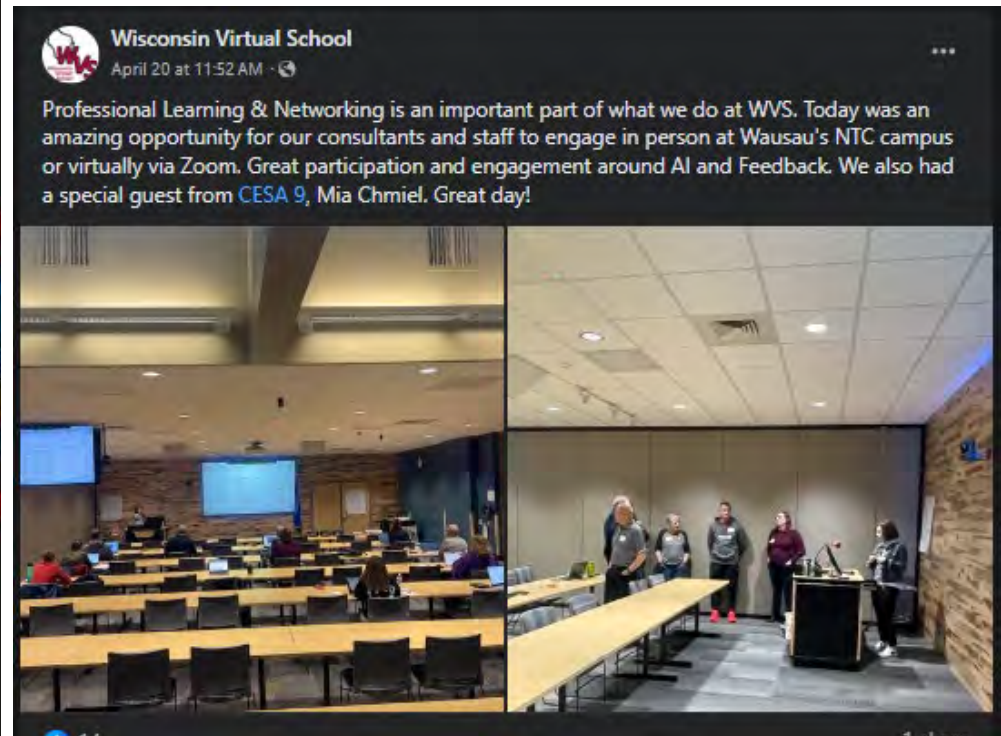 Wisconsin Virtual School
April 20 at 11:52 AM ·
Professional Learning & Networking is an important part of what we do at WVS. Today was an
amazing opportunity for our consultants and staff to engage in person at Wausau's NTC campus
or virtually via Zoom. Great participation and engagement around AI and Feedback. We also had
a special guest from CESA 9, Mia Chmiel. Great day!